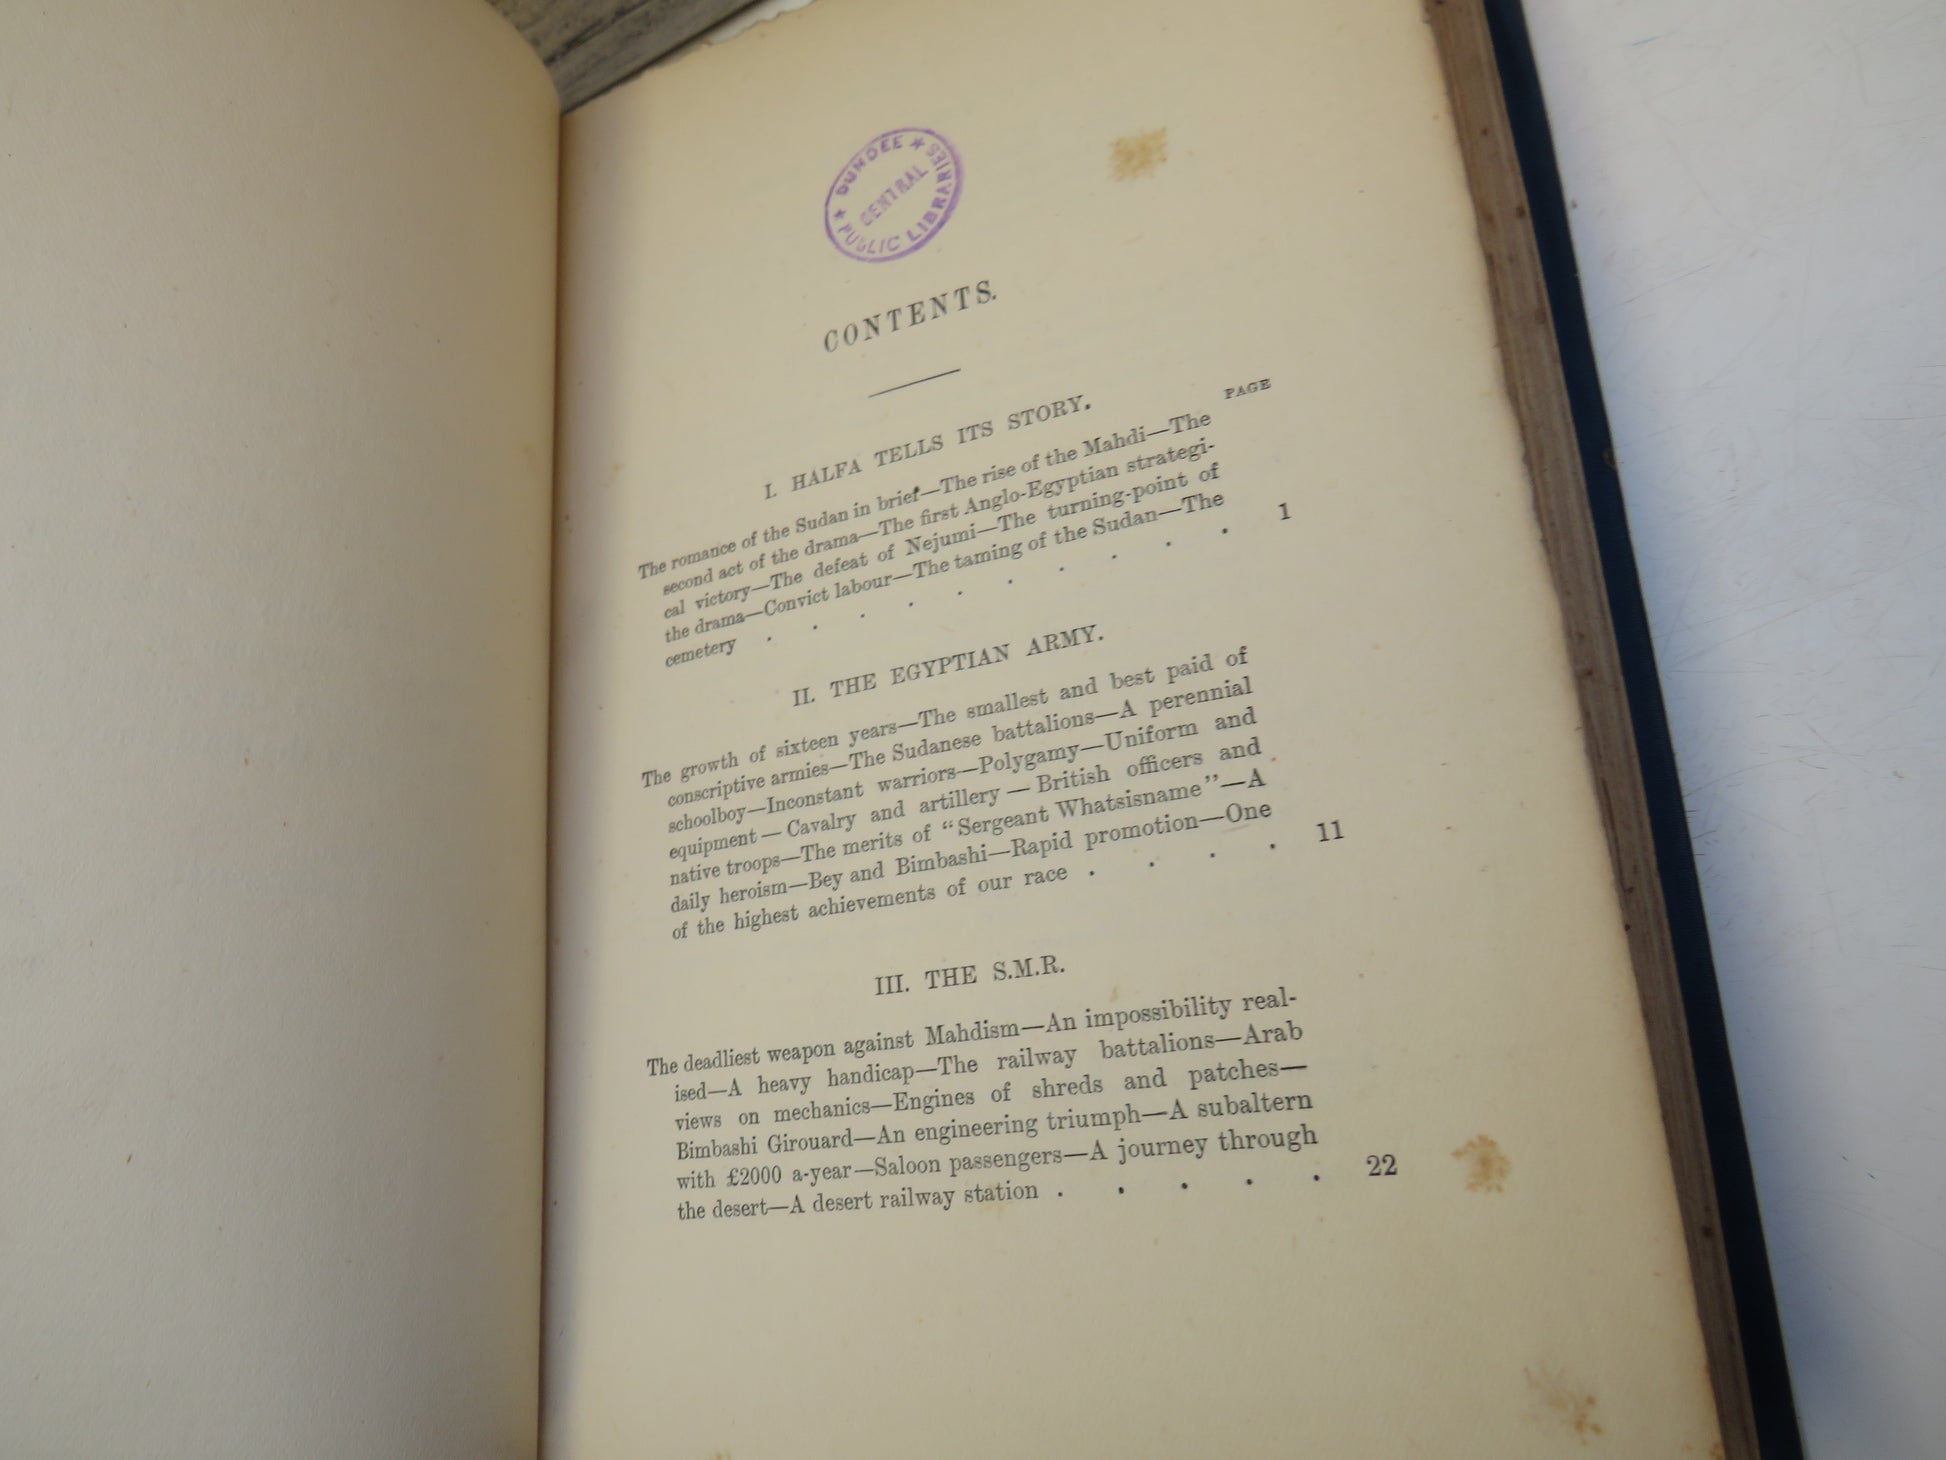 ★ DUNDEE ★
CENTRAL
PUBLIC LIBRARIES
CONTENTS.
PAGE
I. HALFA TELLS ITS STORY.
The romance of the Sudan in brief—The rise of the Mahdi—The
second act of the drama—The first Anglo-Egyptian strategi-
cal victory—The defeat of Nejumi—The turning-point of
the drama—Convict labour—The taming of the Sudan—The
cemetery . . . . . . . . . . 1
II. THE EGYPTIAN ARMY.
The growth of sixteen years—The smallest and best paid of
conscriptive armies—The Sudanese battalions—A perennial
schoolboy—Inconstant warriors—Polygamy—Uniform and
equipment — Cavalry and artillery — British officers and
native troops—The merits of “Sergeant Whatsisname”—A
daily heroism—Bey and Bimbashi—Rapid promotion—One
of the highest achievements of our race . . . . 11
III. THE S.M.R.
The deadliest weapon against Mahdism—An impossibility real-
ised—A heavy handicap—The railway battalions—Arab
views on mechanics—Engines of shreds and patches—
Bimbashi Girouard—An engineering triumph—A subaltern
with £2000 a-year—Saloon passengers—A journey through
the desert—A desert railway station . . . . . 22